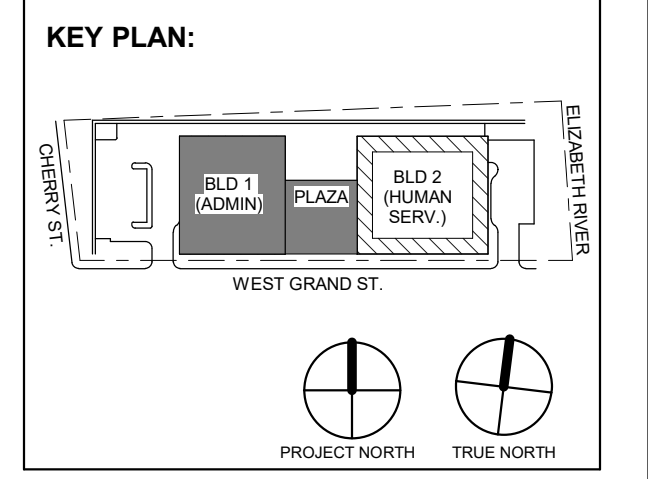 KEY PLAN:
CHERRY ST.
BLD 1
(ADMIN)
PLAZA
BLD 2
(HUMAN
SERV.)
ELIZABETH RIVER
WEST GRAND ST.
PROJECT NORTH
TRUE NORTH